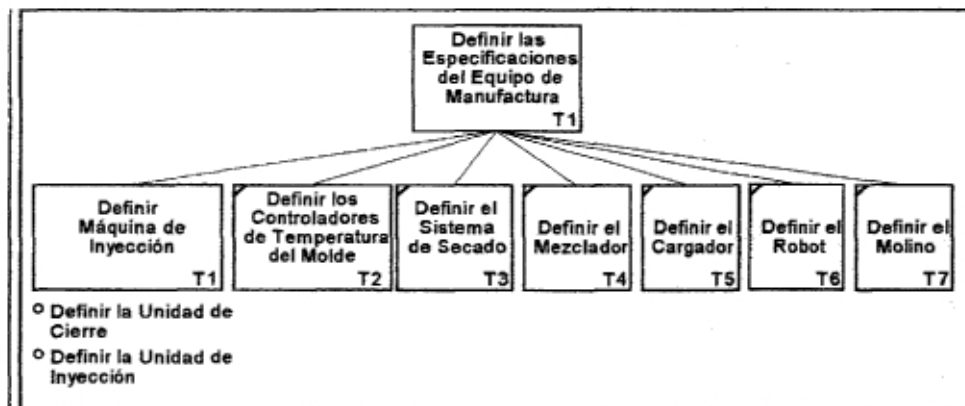 Definir las
Especificaciones
del Equipo de
Manufactura
T1
Definir
Máquina de
Inyección
T1
Definir los
Controladores
de Temperatura
del Molde
T2
Definir el
Sistema
de Secado
T3
Definir el
Mezclador
T4
Definir el
Cargador
T5
Definir el
Robot
T6
Definir el
Molino
T7
Definir la Unidad de
Cierre
Definir la Unidad de
Inyección